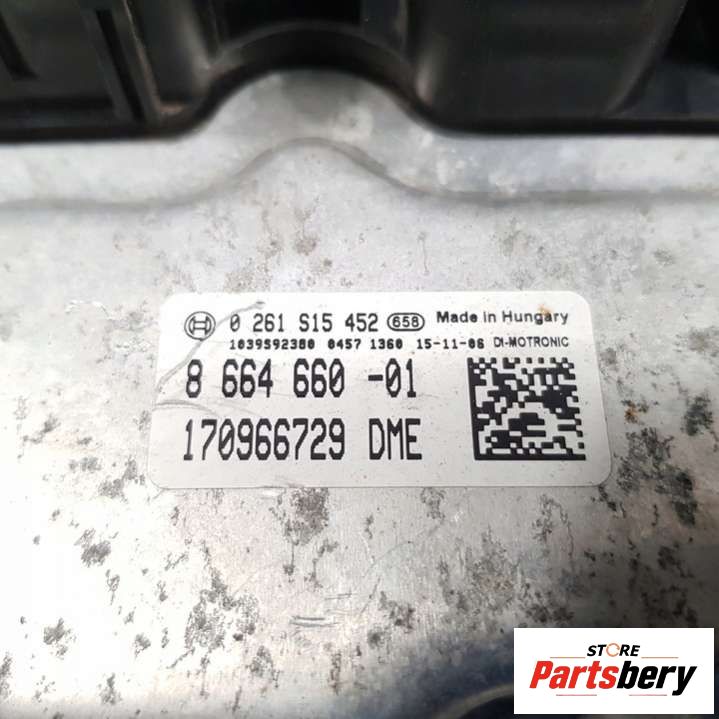 0 261 S15 452 658 Made in Hungary
1039S92380 0457 1360 15-11-06 DI-MOTRONIC
8 664 660 -01
170966729 DME
STORE
Partsbery